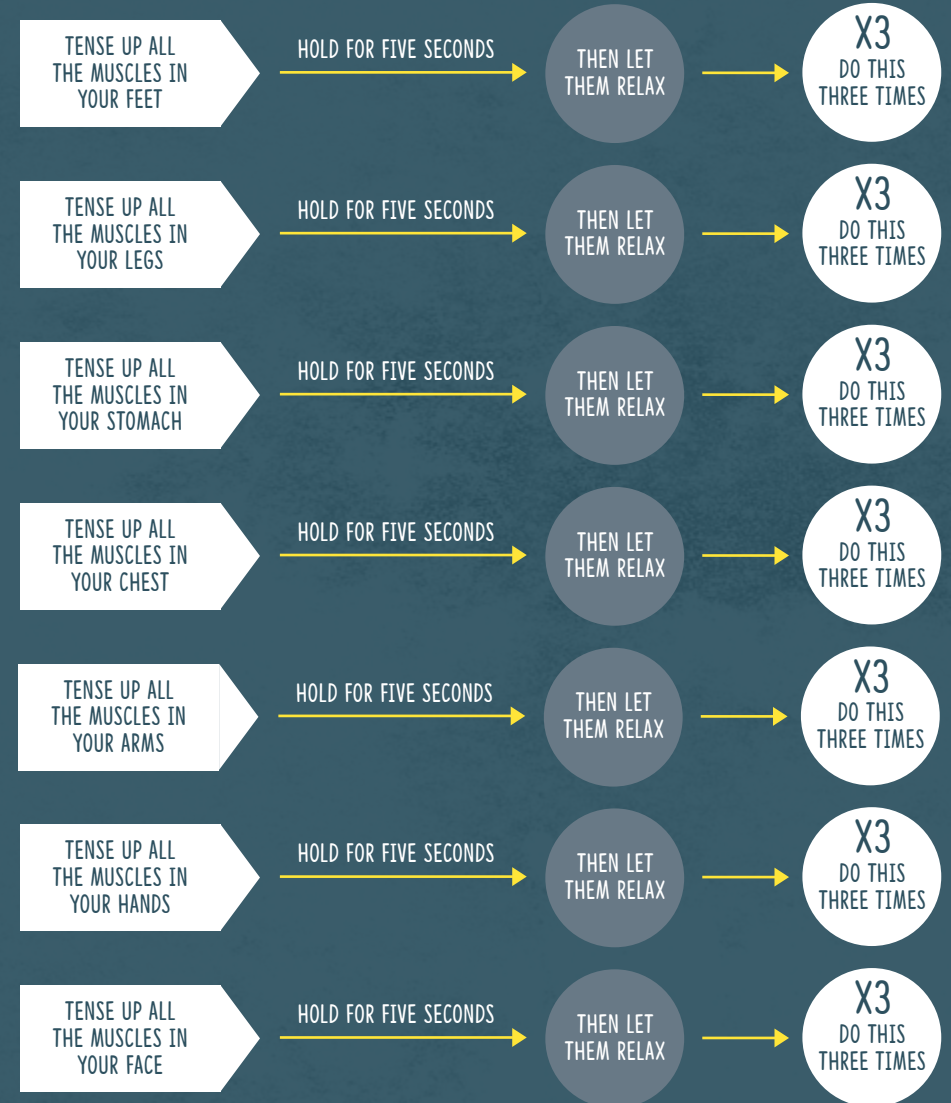 TENSE UP ALL
THE MUSCLES IN
YOUR FEET
HOLD FOR FIVE SECONDS
THEN LET
THEM RELAX
X3
DO THIS
THREE TIMES
TENSE UP ALL
THE MUSCLES IN
YOUR LEGS
HOLD FOR FIVE SECONDS
THEN LET
THEM RELAX
X3
DO THIS
THREE TIMES
TENSE UP ALL
THE MUSCLES IN
YOUR STOMACH
HOLD FOR FIVE SECONDS
THEN LET
THEM RELAX
X3
DO THIS
THREE TIMES
TENSE UP ALL
THE MUSCLES IN
YOUR CHEST
HOLD FOR FIVE SECONDS
THEN LET
THEM RELAX
X3
DO THIS
THREE TIMES
TENSE UP ALL
THE MUSCLES IN
YOUR ARMS
HOLD FOR FIVE SECONDS
THEN LET
THEM RELAX
X3
DO THIS
THREE TIMES
TENSE UP ALL
THE MUSCLES IN
YOUR HANDS
HOLD FOR FIVE SECONDS
THEN LET
THEM RELAX
X3
DO THIS
THREE TIMES
TENSE UP ALL
THE MUSCLES IN
YOUR FACE
HOLD FOR FIVE SECONDS
THEN LET
THEM RELAX
X3
DO THIS
THREE TIMES